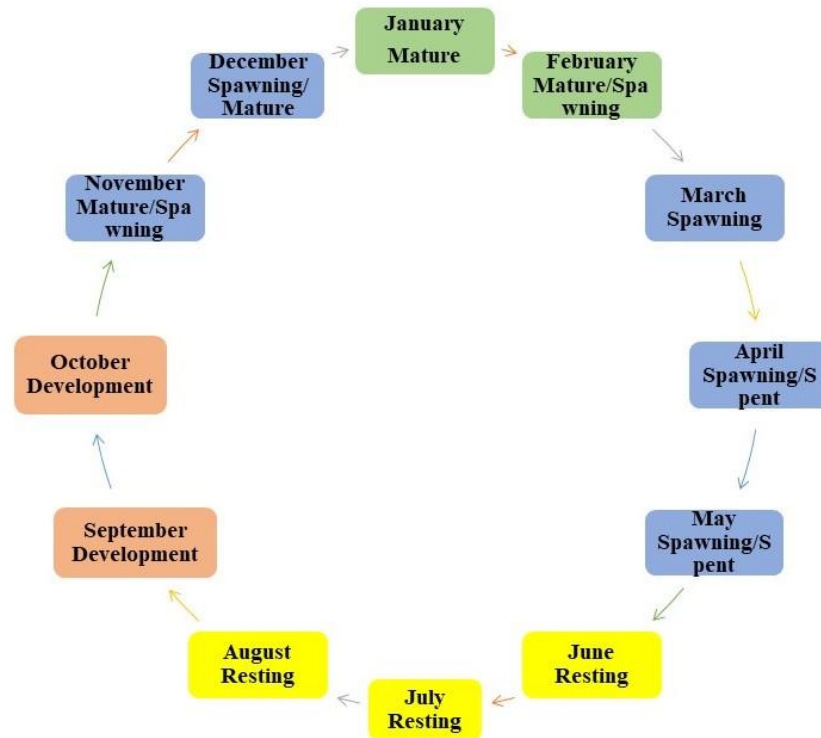 January
Mature
February
Mature/Spa
wning
March
Spawning
April
Spawning/S
pent
May
Spawning/S
pent
June
Resting
July
Resting
August
Resting
September
Development
October
Development
November
Mature/Spa
wning
December
Spawning/
Mature